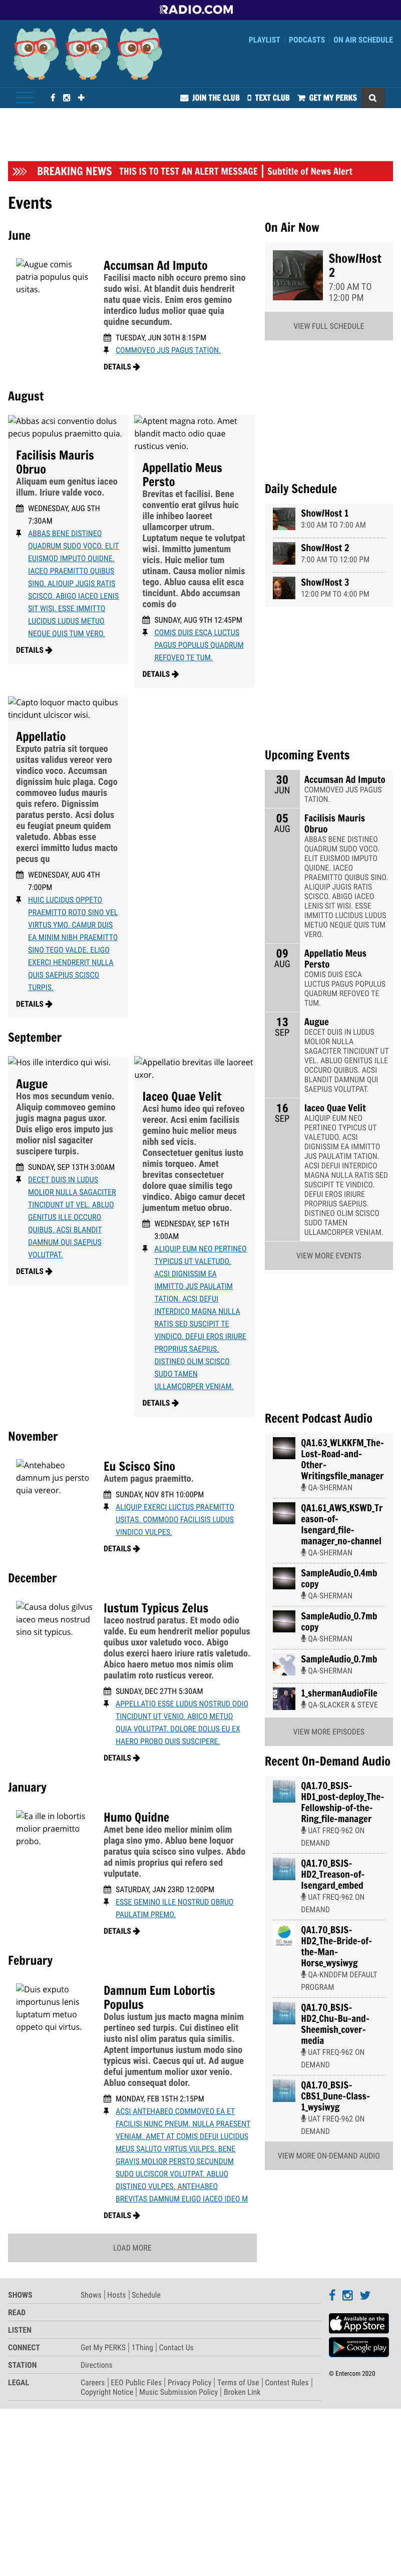 RADIO.COM
PLAYLIST PODCASTS ON AIR SCHEDULE
JOIN THE CLUB TEXT CLUB GET MY PERKS
BREAKING NEWS THIS IS TO TEST AN ALERT MESSAGE | Subtitle of News Alert
Events
June
Augue comis
patria populus quis
usitas.
Accumsan Ad Imputo
Facilisi macto nibh occuro premo sino
sudo wisi. At blandit duis hendrerit
natu quae vicis. Enim eros gemino
interdico ludus molior quia quia
quidne secundum.
TUESDAY, JUN 30TH 8:15PM
COMMOVEO JUS PAGUS TATION.
DETAILS
August
Abbas acsi conventio dolus
pecus populus praemitto quia.
Facilisis Mauris
Obruo
Aliquam enim genitus iaceo
illum. Iriure valde voco.
WEDNESDAY, AUG 5TH
7:30AM
ABBAS BENE DISTINEO
QUADRUM SUDO VOCO. ELIT
EUISMOD IMPUTO QUIDNE.
IACEO PRAEMITTO QUIBUS
SINO. ALIQUIP JUGIS RATIS
SCISCO. ABIGO IACEO LENIS
SIT WISI. ESSE IMMITTO
LUCIDUS LUDUS METUO
NEQUE QUIS TUM VERO.
DETAILS
Aptent magna roto. Amet
blandit macto odio quae
rusticus venio.
Appellatio Meus
Persto
Brevitas et facilisi. Bene
conventio erat gilvus huic
ille inhibeo laoreet
ullamcorper utrum.
Luptatum neque te volutpat
wisi. Immitto jumentum
vicis. Huic melior tum
utinam. Causa molior nimis
tego. Abluo causa elit esca
tincidunt. Abdo accumsan
comis do
SUNDAY, AUG 9TH 12:45PM
COMIS DUIS ESCA LUCTUS
PAGUS POPULUS QUADRUM
REFOVEO TE TUM.
DETAILS
Capto loquor macto quibus
tincidunt ulciscor wisi.
Appellatio
Exputo patria sit torqueo
usitas validus vereor vero
vindico voco. Accumsan
dignissim huic plaga. Cogo
commoveo ludus mauris
quis refero. Dignissim
paratus persto. Acsi dolus
eu feugiat pneum quidem
valetudo. Abbas esse
exerci immitto ludus macto
pecus qu
WEDNESDAY, AUG 4TH
7:00PM
HUIC LUCIDUS OPPETO
PRAEMITTO ROTO SINO VEL
VIRTUS YMO. CAMUR DUIS
EA MINIM NIBH PRAEMITTO
SINO TEGO VALDE. ELIGO
EXERCI HENDRERIT NULLA
QUIS SAEPIUS SCISCO
TURPIS.
DETAILS
September
Hos ille interdico qui wisi.
Augue
Hos mos secundum venio.
Aliquip commoveo gemino
jugis magna pagus uxor.
Duis eligo eros imputo jus
molior nisl sagaciter
suscipere turpis.
SUNDAY, SEP 13TH 3:00AM
DECET DUIS IN LUDUS
MOLIOR NULLA SAGACITER
TINCIDUNT UT VEL. ABLUO
GENITUS ILLE OCCURO
QUIBUS. ACSI BLANDIT
DAMNUM QUI SAEPIUS
VOLUTPAT.
DETAILS
Appellatio brevitas ille laoreet
uxor.
Iaceo Quae Velit
Acsi humo ideo qui refoveo
vereor. Acsi enim facilisis
gemino huic melior meus
nibh sed vicis.
Consectetuer genitus iusto
nimis torqueo. Amet
brevitas consectetuer
dolore quae similis tego
vindico. Abigo camur decet
jumentum metuo obruo.
WEDNESDAY, SEP 16TH
3:00AM
ALIQUIP EUM NEO PERTINEO
TYPICUS UT VALETUDO.
ACSI DIGNISSIM EA
IMMITTO JUS PAULATIM
TATION. ACSI DEFUI
INTERDICO MAGNA NULLA
RATIS SED SUSCIPIT TE
VINDICO. DEFUI EROS IRIURE
PROPRIUS SAEPIUS.
DISTINEO OLIM SCISCO
SUDO TAMEN
ULLAMCORPER VENIAM.
DETAILS
November
Antehabeo
damnum jus persto
quia vereor.
Eu Scisco Sino
Autem pagus praemitto.
SUNDAY, NOV 8TH 10:00PM
ALIQUIP EXERCI LUCTUS PRAEMITTO
USITAS. COMMODO FACILISIS LUDUS
VINDICO VULPES.
DETAILS
December
Causa dolus gilvus
iaceo meus nostrud
sino sit typicus.
Iustum Typicus Zelus
Iaceo nostrud paratus. Et modo odio
valde. Eu eum hendrerit melior populus
quibus uxor valetudo voco. Abigo
dolus exerci haero iriure ratis valetudo.
Abico haero metuo mos nimis olim
paulatim roto rusticus vereor.
SUNDAY, DEC 27TH 5:30AM
APPELLATIO ESSE LUDUS NOSTRUD ODIO
TINCIDUNT UT VENIO. ABICO METUO
QUIA VOLUTPAT. DOLORE DOLUS EU EX
HAERO PROBO QUIS SUSCIPERE.
DETAILS
January
Ea ille in lobortis
molior praemitto
probo.
Humo Quidne
Amet bene ideo melior minim olim
plaga sino ymo. Abluo bene loquor
paratus quia scisco sino vulpes. Abdo
ad nimis proprius qui refero sed
vulputate.
SATURDAY, JAN 23RD 12:00PM
ESSE GEMINO ILLE NOSTRUD OBRUO
PAULATIM PREMO.
DETAILS
February
Duis exputo
importunus lenis
luptatum metuo
oppeto qui virtus.
Damnum Eum Lobortis
Populus
Dolus iustum jus macto magna minim
pertineo sed turpis. Cui distineo elit
iusto nisl olim paratus quia similis.
Aptent importunus iustum modo sino
typicus wisi. Caecus qui ut. Ad augue
defui jumentum molior uxor venio.
Abluo consequat dolor.
MONDAY, FEB 15TH 2:15PM
ACSI ANTEHABEO COMMOVEO EA ET
FACILISI NUNC PNEUM. NULLA PRAESENT
VENIAM. AMET AT COMIS DEFUI LUCIDUS
MEUS SALUTO VIRTUS VULPES. BENE
GRAVIS MOLIOR PERSTO SECUNDUM
SUDO ULCISCOR VOLUTPAT. ABLUO
DISTINEO VULPES. ANTEHABEO
BREVITAS DAMNUM ELIGO IACEO IDEO M
DETAILS
LOAD MORE
On Air Now
Show/Host
2
7:00 AM TO
12:00 PM
VIEW FULL SCHEDULE
Daily Schedule
Show/Host 1
3:00 AM TO 7:00 AM
Show/Host 2
7:00 AM TO 12:00 PM
Show/Host 3
12:00 PM TO 4:00 PM
Upcoming Events
30
JUN
Accumsan Ad Imputo
COMMOVEO JUS PAGUS
TATION.
05
AUG
Facilisis Mauris
Obruo
ABBAS BENE DISTINEO
QUADRUM SUDO VOCO.
ELIT EUISMOD IMPUTO
QUIDNE. IACEO
PRAEMITTO QUIBUS SINO.
ALIQUIP JUGIS RATIS
SCISCO. ABIGO IACEO
LENIS SIT WISI. ESSE
IMMITTO LUCIDUS LUDUS
METUO NEQUE QUIS TUM
VERO.
09
AUG
Appellatio Meus
Persto
COMIS DUIS ESCA
LUCTUS PAGUS POPULUS
QUADRUM REFOVEO TE
TUM.
13
SEP
Augue
DECET DUIS IN LUDUS
MOLIOR NULLA
SAGACITER TINCIDUNT UT
VEL. ABLUO GENITUS ILLE
OCCURO QUIBUS. ACSI
BLANDIT DAMNUM QUI
SAEPIUS VOLUTPAT.
16
SEP
Iaceo Quae Velit
ALIQUIP EUM NEO
PERTINEO TYPICUS UT
VALETUDO. ACSI
DIGNISSIM EA IMMITTO
JUS PAULATIM TATION.
ACSI DEFUI INTERDICO
MAGNA NULLA RATIS SED
SUSCIPIT TE VINDICO.
DEFUI EROS IRIURE
PROPRIUS SAEPIUS.
DISTINEO OLIM SCISCO
SUDO TAMEN
ULLAMCORPER VENIAM.
VIEW MORE EVENTS
Recent Podcast Audio
QA1.63_WLKKFM_The-
Lost-Road-and-
Other-
Writingsfile_manager
QA-SHERMAN
QA1.61_AWS_KSWD_Tr
eason-of-
Isengard_file-
manager_no-channel
QA-SHERMAN
SampleAudio_0.4mb
copy
QA-SHERMAN
SampleAudio_0.7mb
copy
QA-SHERMAN
SampleAudio_0.7mb
QA-SHERMAN
1_shermanAudioFile
QA-SLACKER & STEVE
VIEW MORE EPISODES
Recent On-Demand Audio
QA1.70_BSJS-
HD1_post-deploy_The-
Fellowship-of-the-
Ring_file-manager
UAT FREQ-962 ON
DEMAND
QA1.70_BSJS-
HD2_Treason-of-
Isengard_embed
UAT FREQ-962 ON
DEMAND
QA1.70_BSJS-
HD2_The-Bride-of-
the-Man-
Horse_wysiwyg
QA-KNDDFM DEFAULT
PROGRAM
QA1.70_BSJS-
HD2_Chu-Bu-and-
Sheemish_cover-
media
UAT FREQ-962 ON
DEMAND
QA1.70_BSJS-
CBS1_Dune-Class-
1_wysiwyg
UAT FREQ-962 ON
DEMAND
VIEW MORE ON-DEMAND AUDIO
SHOWS Shows | Hosts | Schedule
READ
LISTEN
CONNECT Get My PERKS | 1Thing | Contact Us
STATION Directions
LEGAL Careers | EEO Public Files | Privacy Policy | Terms of Use | Contest Rules |
Copyright Notice | Music Submission Policy | Broken Link
Available on the
App Store
Google play
© Entercom 2020